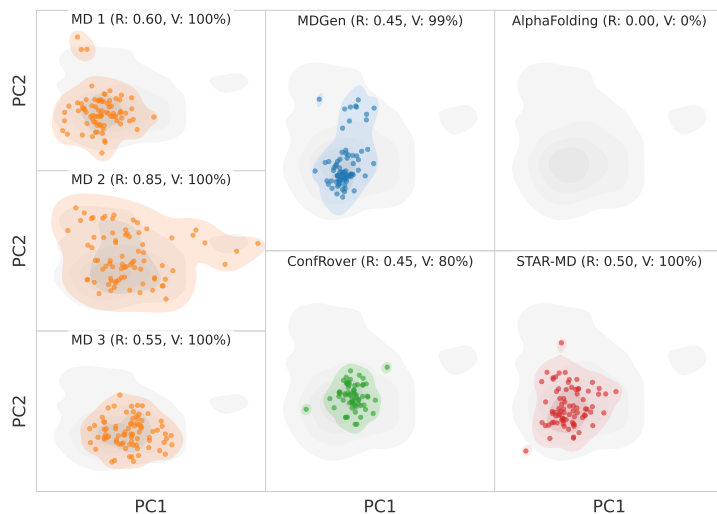 MD 1 (R: 0.60, V: 100%)
MDGen (R: 0.45, V: 99%)
AlphaFolding (R: 0.00, V: 0%)
PC2
MD 2 (R: 0.85, V: 100%)
PC2
ConfRover (R: 0.45, V: 80%)
STAR-MD (R: 0.50, V: 100%)
MD 3 (R: 0.55, V: 100%)
PC2
PC1
PC1
PC1